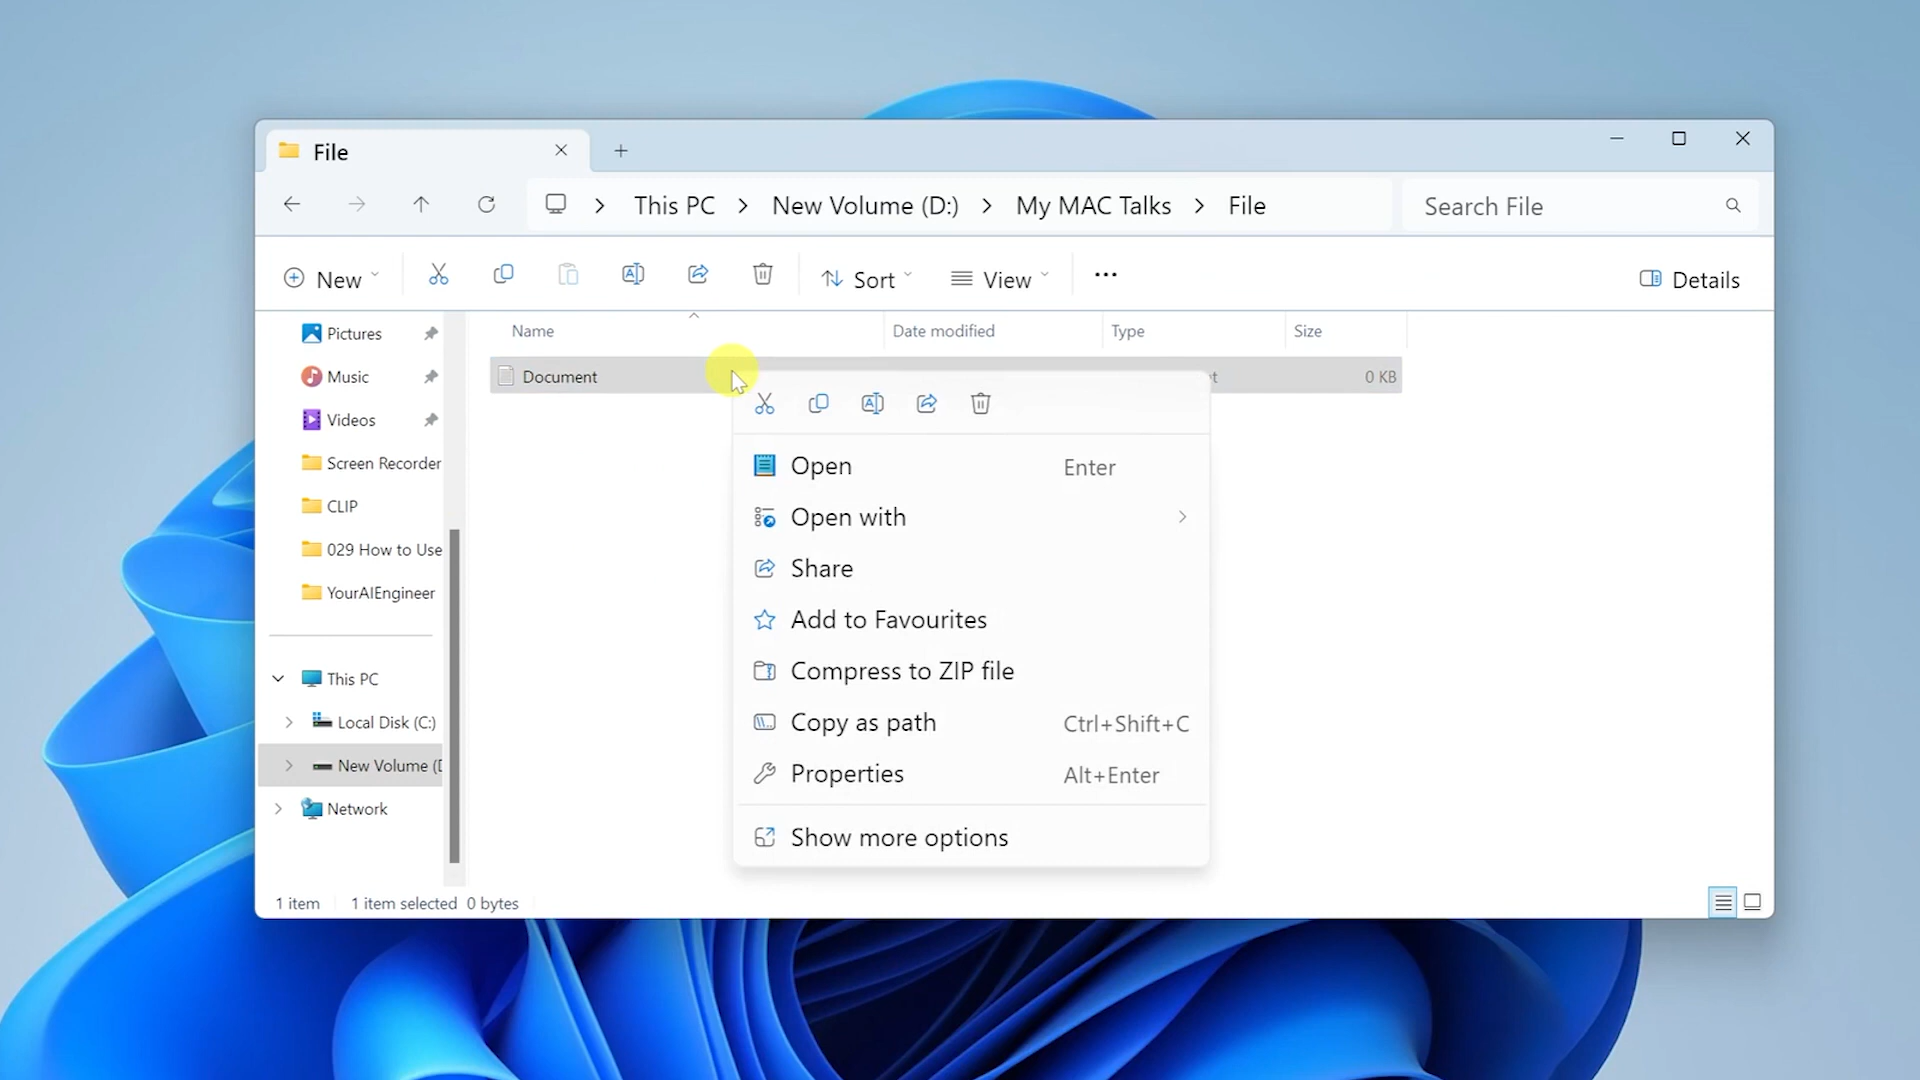 File
This PC > New Volume (D:) > My MAC Talks > File
Search File
New
Sort
View
Details
Name
Date modified
Type
Size
Pictures
Music
Videos
Screen Recorder
CLIP
029 How to Use
YourAIEngineer
This PC
Local Disk (C:)
New Volume (D
Network
Document
0 KB
Open Enter
Open with
Share
Add to Favourites
Compress to ZIP file
Copy as path Ctrl+Shift+C
Properties Alt+Enter
Show more options
1 item 1 item selected 0 bytes